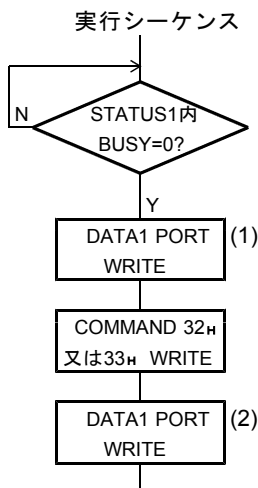 実行シーケンス
N
STATUS1内
BUSY=0?
Y
DATA1 PORT
WRITE
(1)
COMMAND 32H
又は33H WRITE
DATA1 PORT
WRITE
(2)